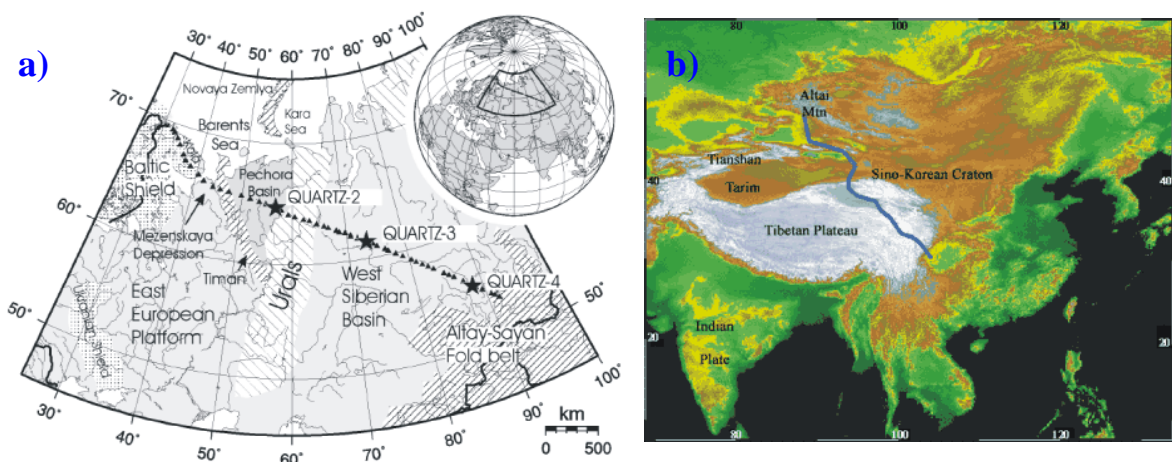 a)
30° 40° 50° 60° 70° 80° 90° 100°
Novaya Zemlya
Kara
Sea
Barents
Sea
70°
Baltic
Shield
Pechora
Basin
QUARTZ-2
60°
QUARTZ-3
Mezenskaya
Depression
Timan
Urals
West
Siberian
Basin
QUARTZ-4
50°
East
European
Platform
50°
Ukrainian Shield
Altay-Sayan
Fold belt
100°
90°
30°
40°
50°
60°
70°
80°
km
0 500
b)
80 100 120
Altai
Mtn
Tianshan
Tarim
Sino-Korean Craton
40 40
Tibetan Plateau
Indian
Plate
20 20
80 100 120